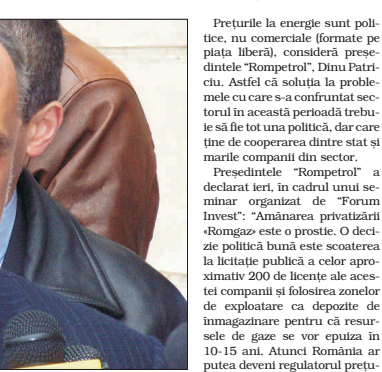 Prețurile la energie sunt poli-
tice, nu comerciale (formate pe
piața liberă), consideră preșe-
dintele "Rompetrol", Dinu Patri-
ciu. Astfel că soluția la proble-
mele cu care s-a confruntat sec-
torul în această perioadă trebu-
ie să fie tot una politică, dar care
ține de cooperarea dintre stat și
marile companii din sector.
Președintele "Rompetrol" a
declarat ieri, în cadrul unui se-
minar organizat de "Forum
Invest": "Amânarea privatizării
«Romgaz» este o prostie. O deci-
zie politică bună este scoaterea
la licitație publică a celor apro-
ximativ 200 de licențe ale aces-
tei companii și folosirea zonelor
de exploatare ca depozite de
înmagazinare pentru că resur-
sele de gaze se vor epuiza în
10-15 ani. Atunci România ar
putea deveni regulatorul prețu-